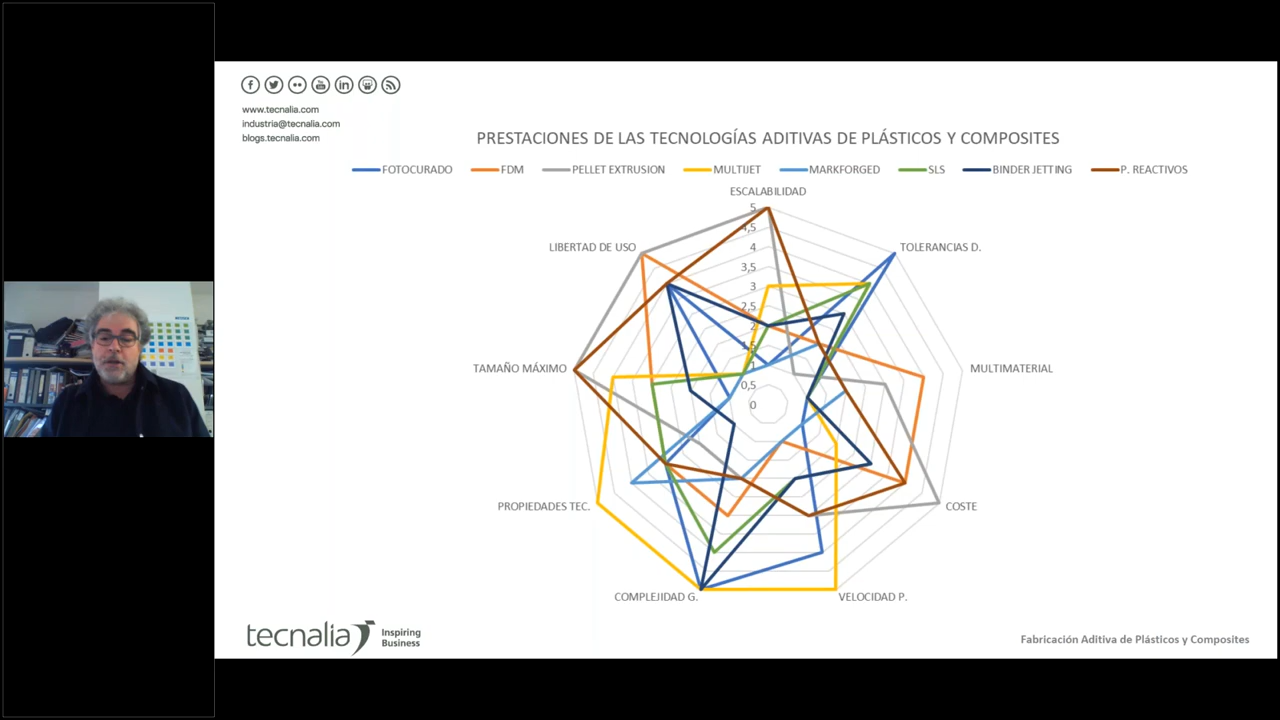 www.tecnalia.com
industria@tecnalia.com
blogs.tecnalia.com
PRESTACIONES DE LAS TECNOLOGÍAS ADITIVAS DE PLÁSTICOS Y COMPOSITES
FOTOCURADO FDM PELLET EXTRUSION MULTIJET MARKFORGED SLS BINDER JETTING P. REACTIVOS
ESCALABILIDAD
5
4,5
4
3,5
3
2,5
2
1,5
1
0,5
0
LIBERTAD DE USO
TOLERANCIAS D.
TAMAÑO MÁXIMO
MULTIMATERIAL
PROPIEDADES TEC.
COSTE
COMPLEJIDAD G.
VELOCIDAD P.
tecnalia Inspiring
Business
Fabricación Aditiva de Plásticos y Composites